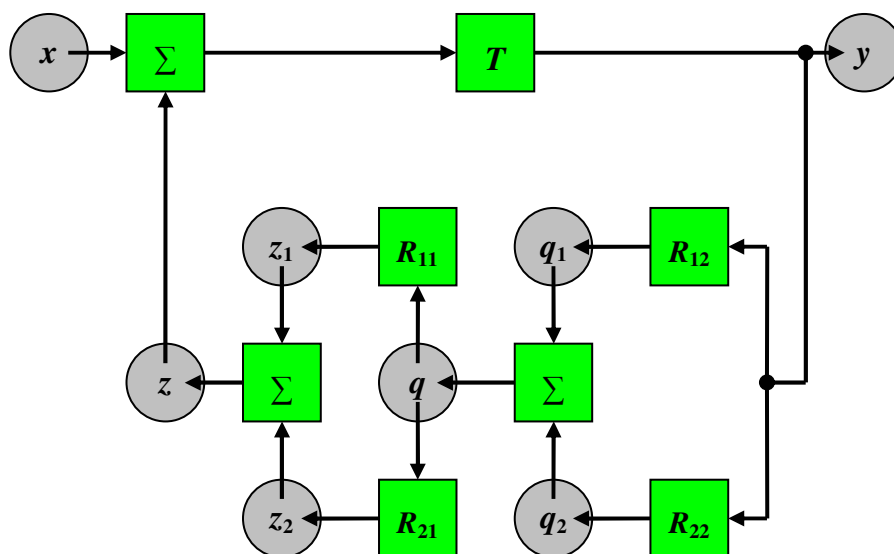 x Σ T y
z₁ R₁₁ q₁ R₁₂
z Σ q Σ
z₂ R₂₁ q₂ R₂₂